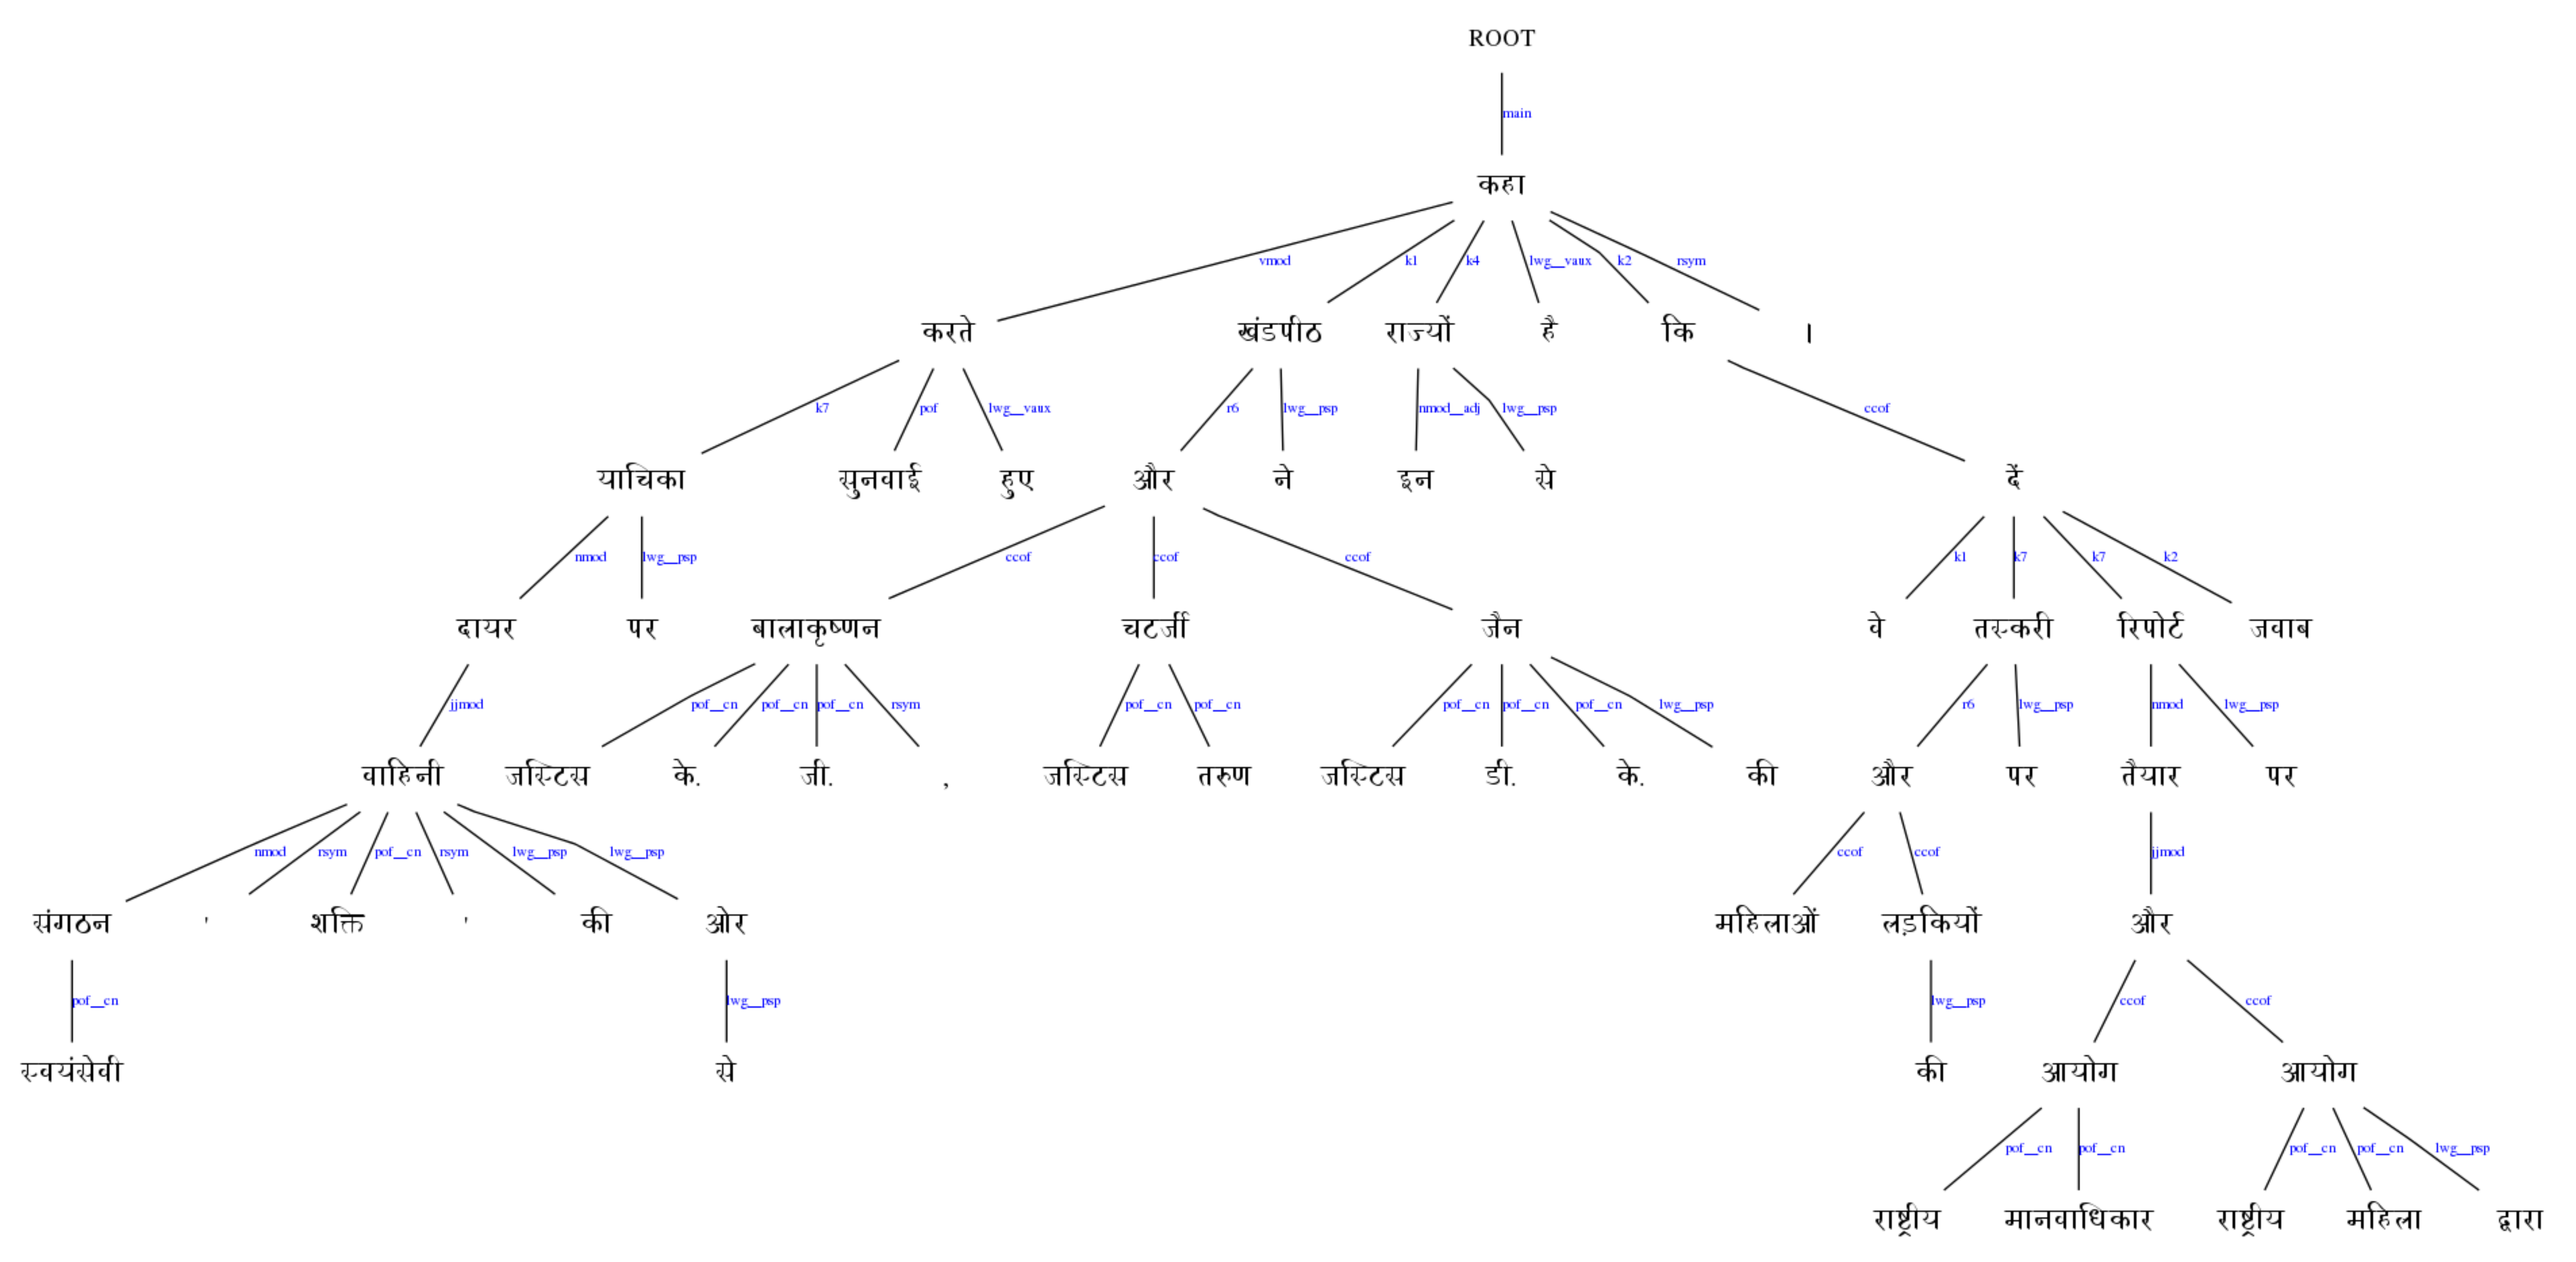 ROOT
main
कहा
vmod k1 k4 lwg__vaux k2 rsym
करते खंडपीठ राज्यों है कि ।
k7 pof lwg__vaux r6 lwg__psp nmod__adj lwg__psp ccof
याचिका सुनवाई हुए और ने इन से दें
nmod lwg__psp ccof ccof ccof k1 k7 k7 k2
दायर पर बालाकृष्णन चटर्जी जैन वे तस्करी रिपोर्ट जवाब
jjmod pof__cn pof__cn pof__cn rsym pof__cn pof__cn pof__cn pof__cn pof__cn lwg__psp r6 lwg__psp nmod lwg__psp
वाहिनी जस्टिस के. जी. , जस्टिस तरुण जस्टिस डी. के. की और पर तैयार पर
nmod rsym pof__cn rsym lwg__psp lwg__psp ccof ccof jjmod
संगठन ' शक्ति ' की ओर महिलाओं लड़कियों और
pof__cn lwg__psp lwg__psp ccof ccof
स्वयंसेवी से की आयोग आयोग
pof__cn pof__cn pof__cn pof__cn lwg__psp
राष्ट्रीय मानवाधिकार राष्ट्रीय महिला द्वारा